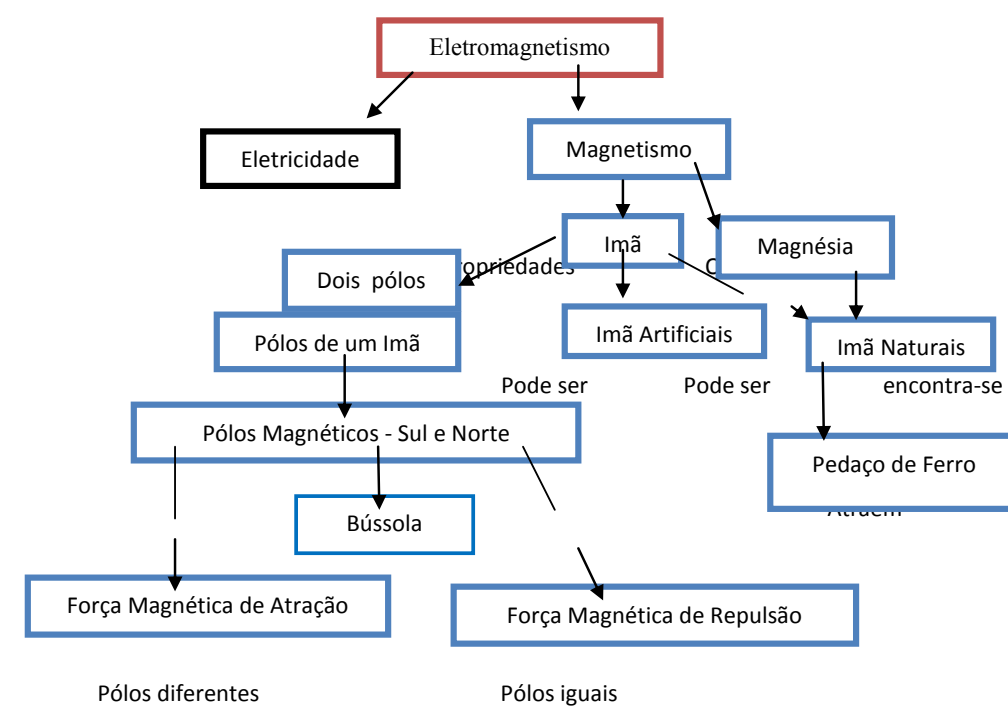 Eletromagnetismo
Eletricidade
Magnetismo
Imã
Magnésia
Dois pólos
Pólos de um Imã
Imã Artificiais
Imã Naturais
Pode ser
Pode ser
encontra-se
Pólos Magnéticos - Sul e Norte
Pedaço de Ferro
Bússola
Força Magnética de Atração
Força Magnética de Repulsão
Pólos diferentes
Pólos iguais